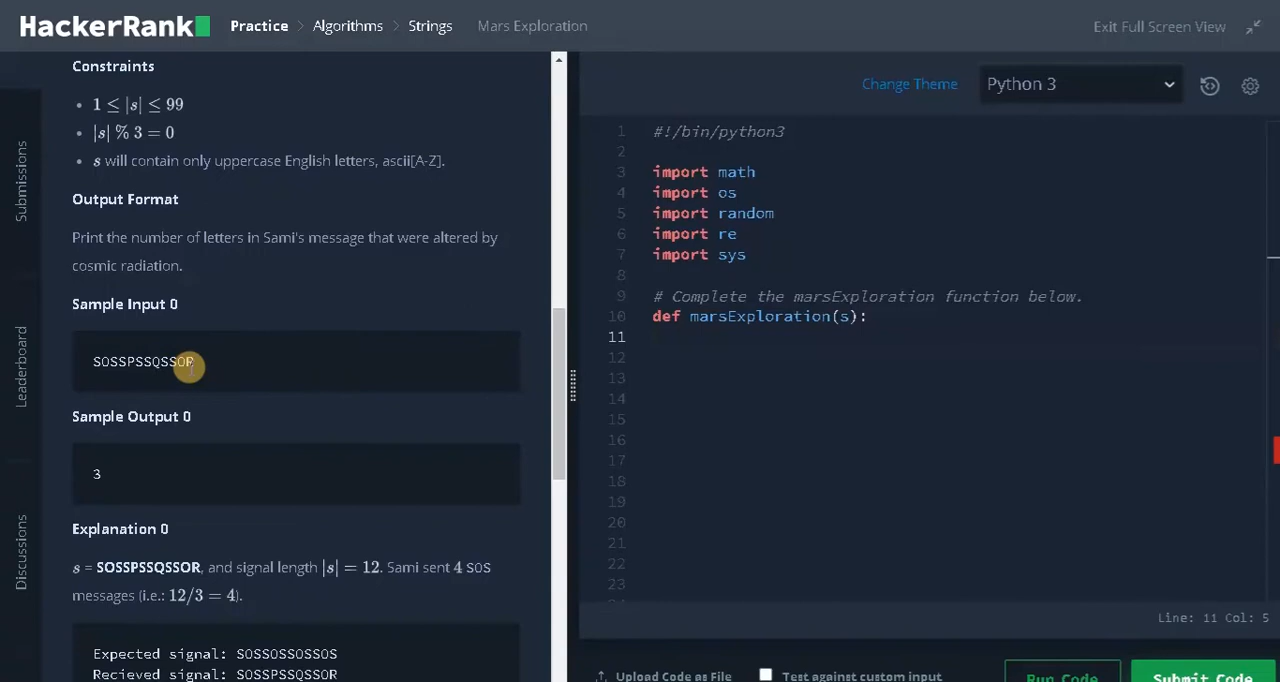 HackerRank Practice > Algorithms > Strings Mars Exploration Exit Full Screen View
Submissions
Leaderboard
Discussions
Constraints
• 1 ≤ |s| ≤ 99
• |s| % 3 = 0
• s will contain only uppercase English letters, ascii[A-Z].
Output Format
Print the number of letters in Sami's message that were altered by
cosmic radiation.
Sample Input 0
SOSSPSSQSSOR
Sample Output 0
3
Explanation 0
s = SOSSPSSQSSOR, and signal length |s| = 12. Sami sent 4 SOS
messages (i.e.: 12/3 = 4).
Expected signal: SOSSOSSOSSOS
Recieved signal: SOSSPSSQSSOR
Change Theme Python 3
1 #!/bin/python3
2
3 import math
4 import os
5 import random
6 import re
7 import sys
8
9 # Complete the marsExploration function below.
10 def marsExploration(s):
11
12
13
14
15
16
17
18
19
20
21
22
23
Line: 11 Col: 5
Upload Code as File Test against custom input Run Code Submit Code